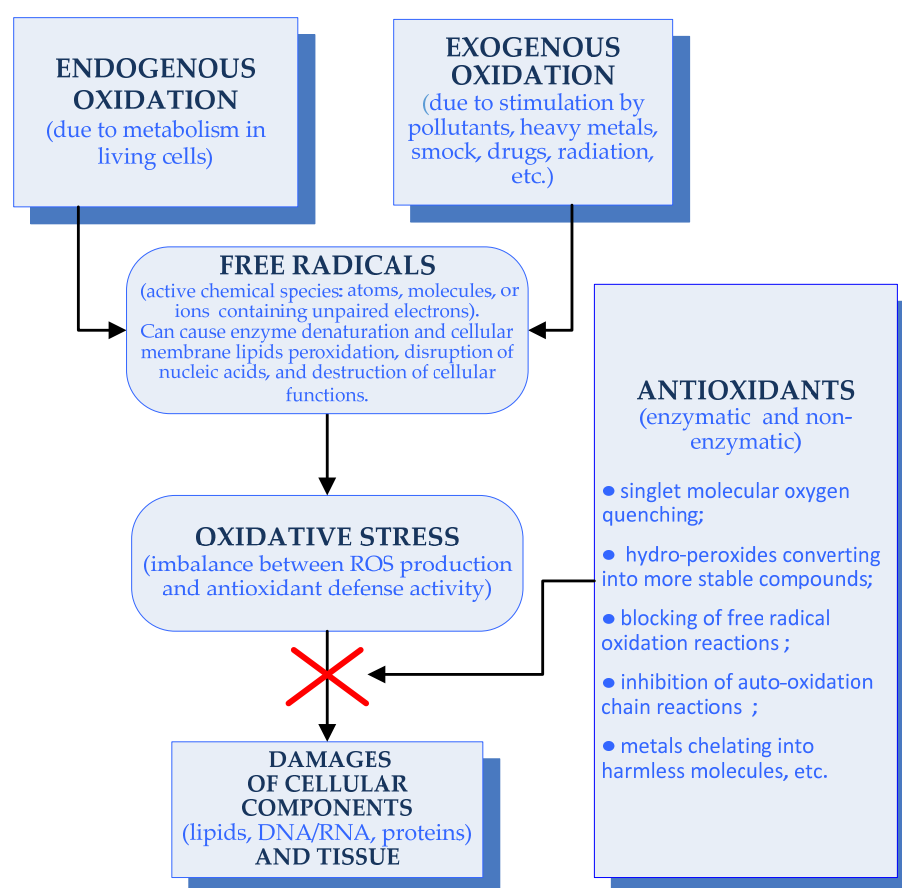 ENDOGENOUS
OXIDATION
(due to metabolism in
living cells)
EXOGENOUS
OXIDATION
(due to stimulation by
pollutants, heavy metals,
smock, drugs, radiation,
etc.)
FREE RADICALS
(active chemical species: atoms, molecules, or
ions containing unpaired electrons).
Can cause enzyme denaturation and cellular
membrane lipids peroxidation, disruption of
nucleic acids, and destruction of cellular
functions.
OXIDATIVE STRESS
(imbalance between ROS production
and antioxidant defense activity)
DAMAGES
OF CELLULAR
COMPONENTS
(lipids, DNA/RNA, proteins)
AND TISSUE
ANTIOXIDANTS
(enzymatic and non-
enzymatic)
● singlet molecular oxygen
quenching;
● hydro-peroxides converting
into more stable compounds;
● blocking of free radical
oxidation reactions ;
● inhibition of auto-oxidation
chain reactions ;
● metals chelating into
harmless molecules, etc.